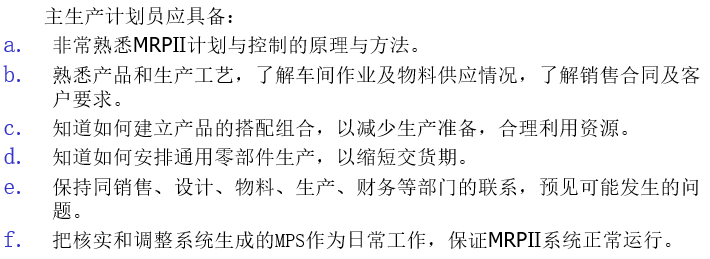 主生产计划员应具备：
a. 非常熟悉MRPII计划与控制的原理与方法。
b. 熟悉产品和生产工艺，了解车间作业及物料供应情况，了解销售合同及客
户要求。
c. 知道如何建立产品的搭配组合，以减少生产准备，合理利用资源。
d. 知道如何安排通用零部件生产，以缩短交货期。
e. 保持同销售、设计、物料、生产、财务等部门的联系，预见可能发生的问
题。
f. 把核实和调整系统生成的MPS作为日常工作，保证MRPII系统正常运行。